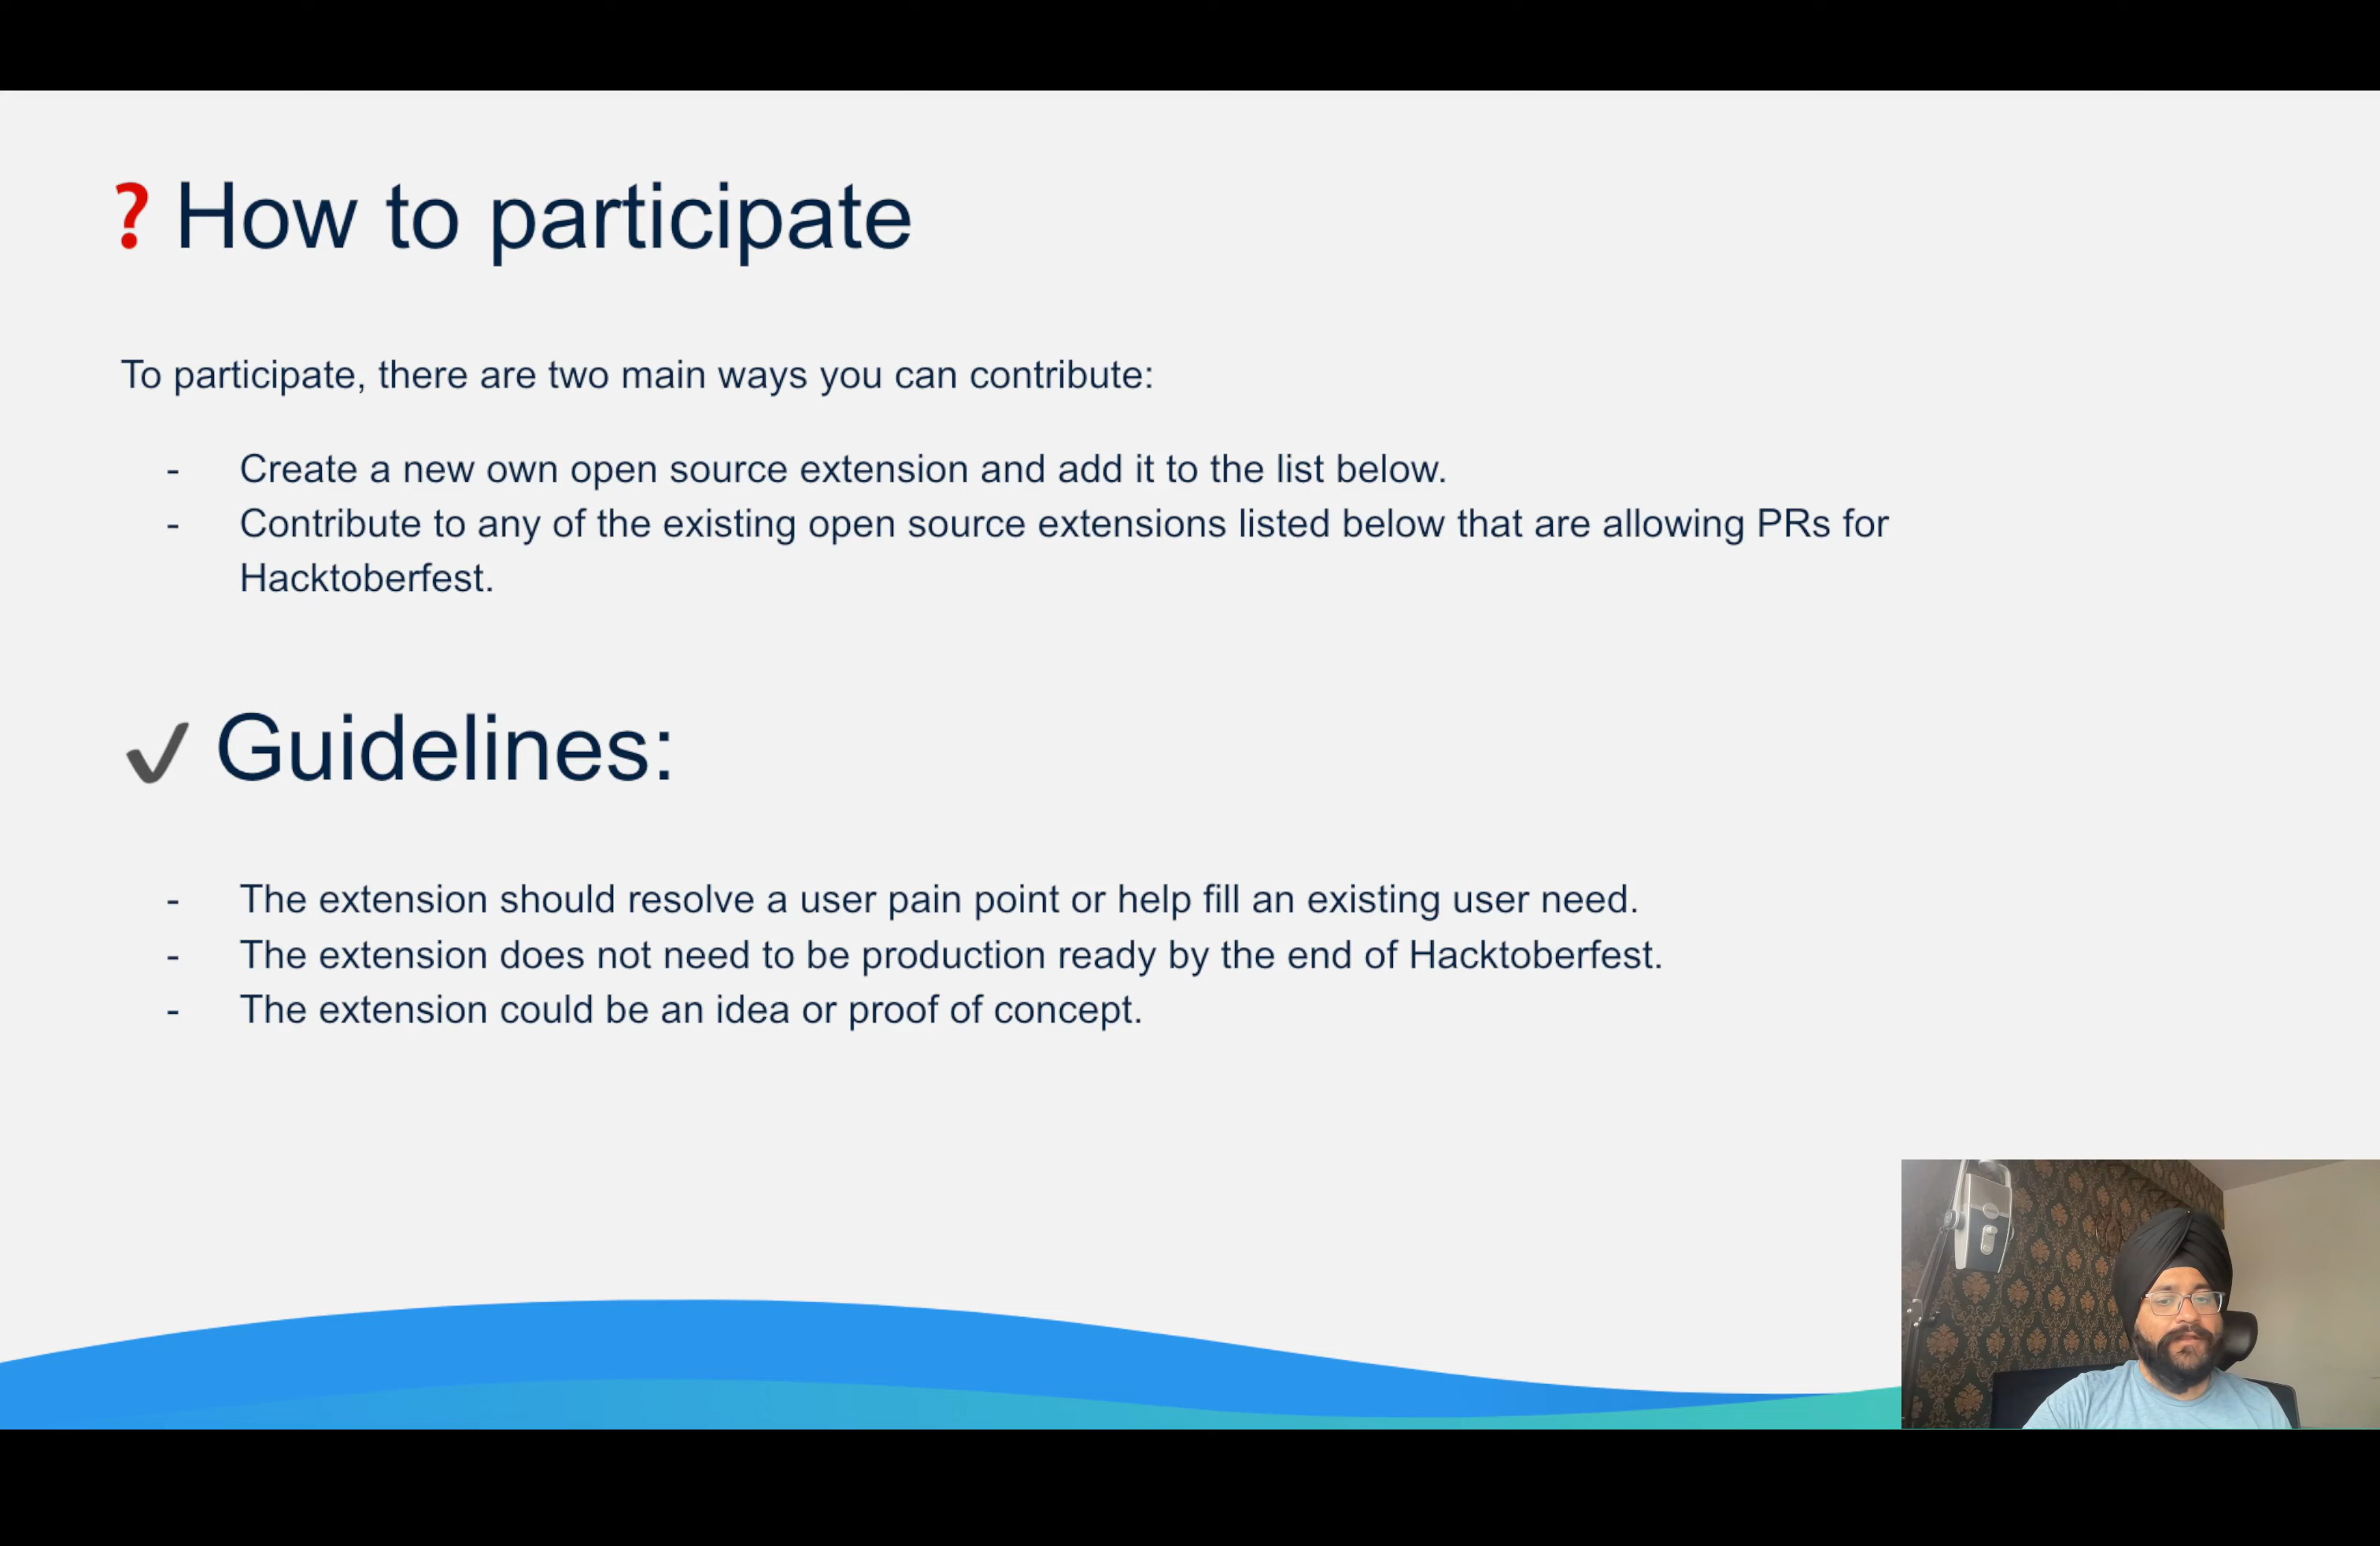 ❓ How to participate
To participate, there are two main ways you can contribute:
- Create a new own open source extension and add it to the list below.
- Contribute to any of the existing open source extensions listed below that are allowing PRs for
Hacktoberfest.
✔ Guidelines:
- The extension should resolve a user pain point or help fill an existing user need.
- The extension does not need to be production ready by the end of Hacktoberfest.
- The extension could be an idea or proof of concept.